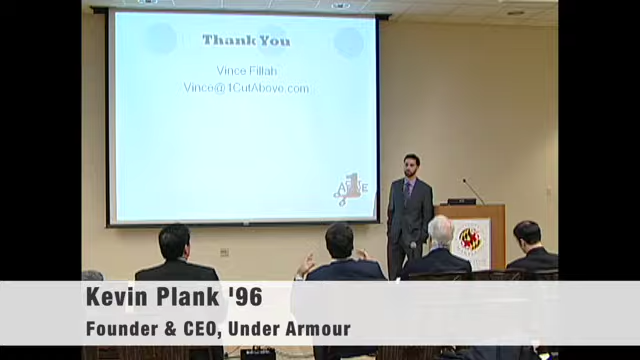 Thank You
Vince Fillah
Vince@1CutAbove.com
Kevin Plank '96
Founder & CEO, Under Armour